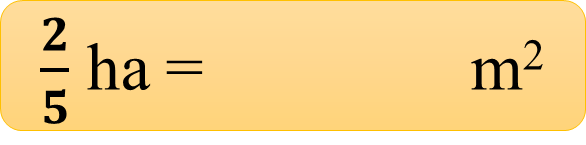 2/5 ha = m²